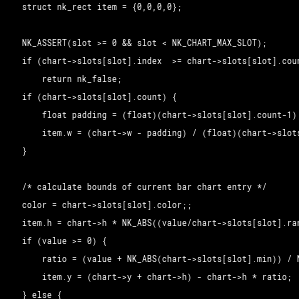 struct nk_rect item = {0,0,0,0};

NK_ASSERT(slot >= 0 && slot < NK_CHART_MAX_SLOT);
if (chart->slots[slot].index  >= chart->slots[slot].coun
    return nk_false;
if (chart->slots[slot].count) {
    float padding = (float)(chart->slots[slot].count-1)
    item.w = (chart->w - padding) / (float)(chart->slots
}

/* calculate bounds of current bar chart entry */
color = chart->slots[slot].color;;
item.h = chart->h * NK_ABS((value/chart->slots[slot].ran
if (value >= 0) {
    ratio = (value + NK_ABS(chart->slots[slot].min)) / N
    item.y = (chart->y + chart->h) - chart->h * ratio;
} else {